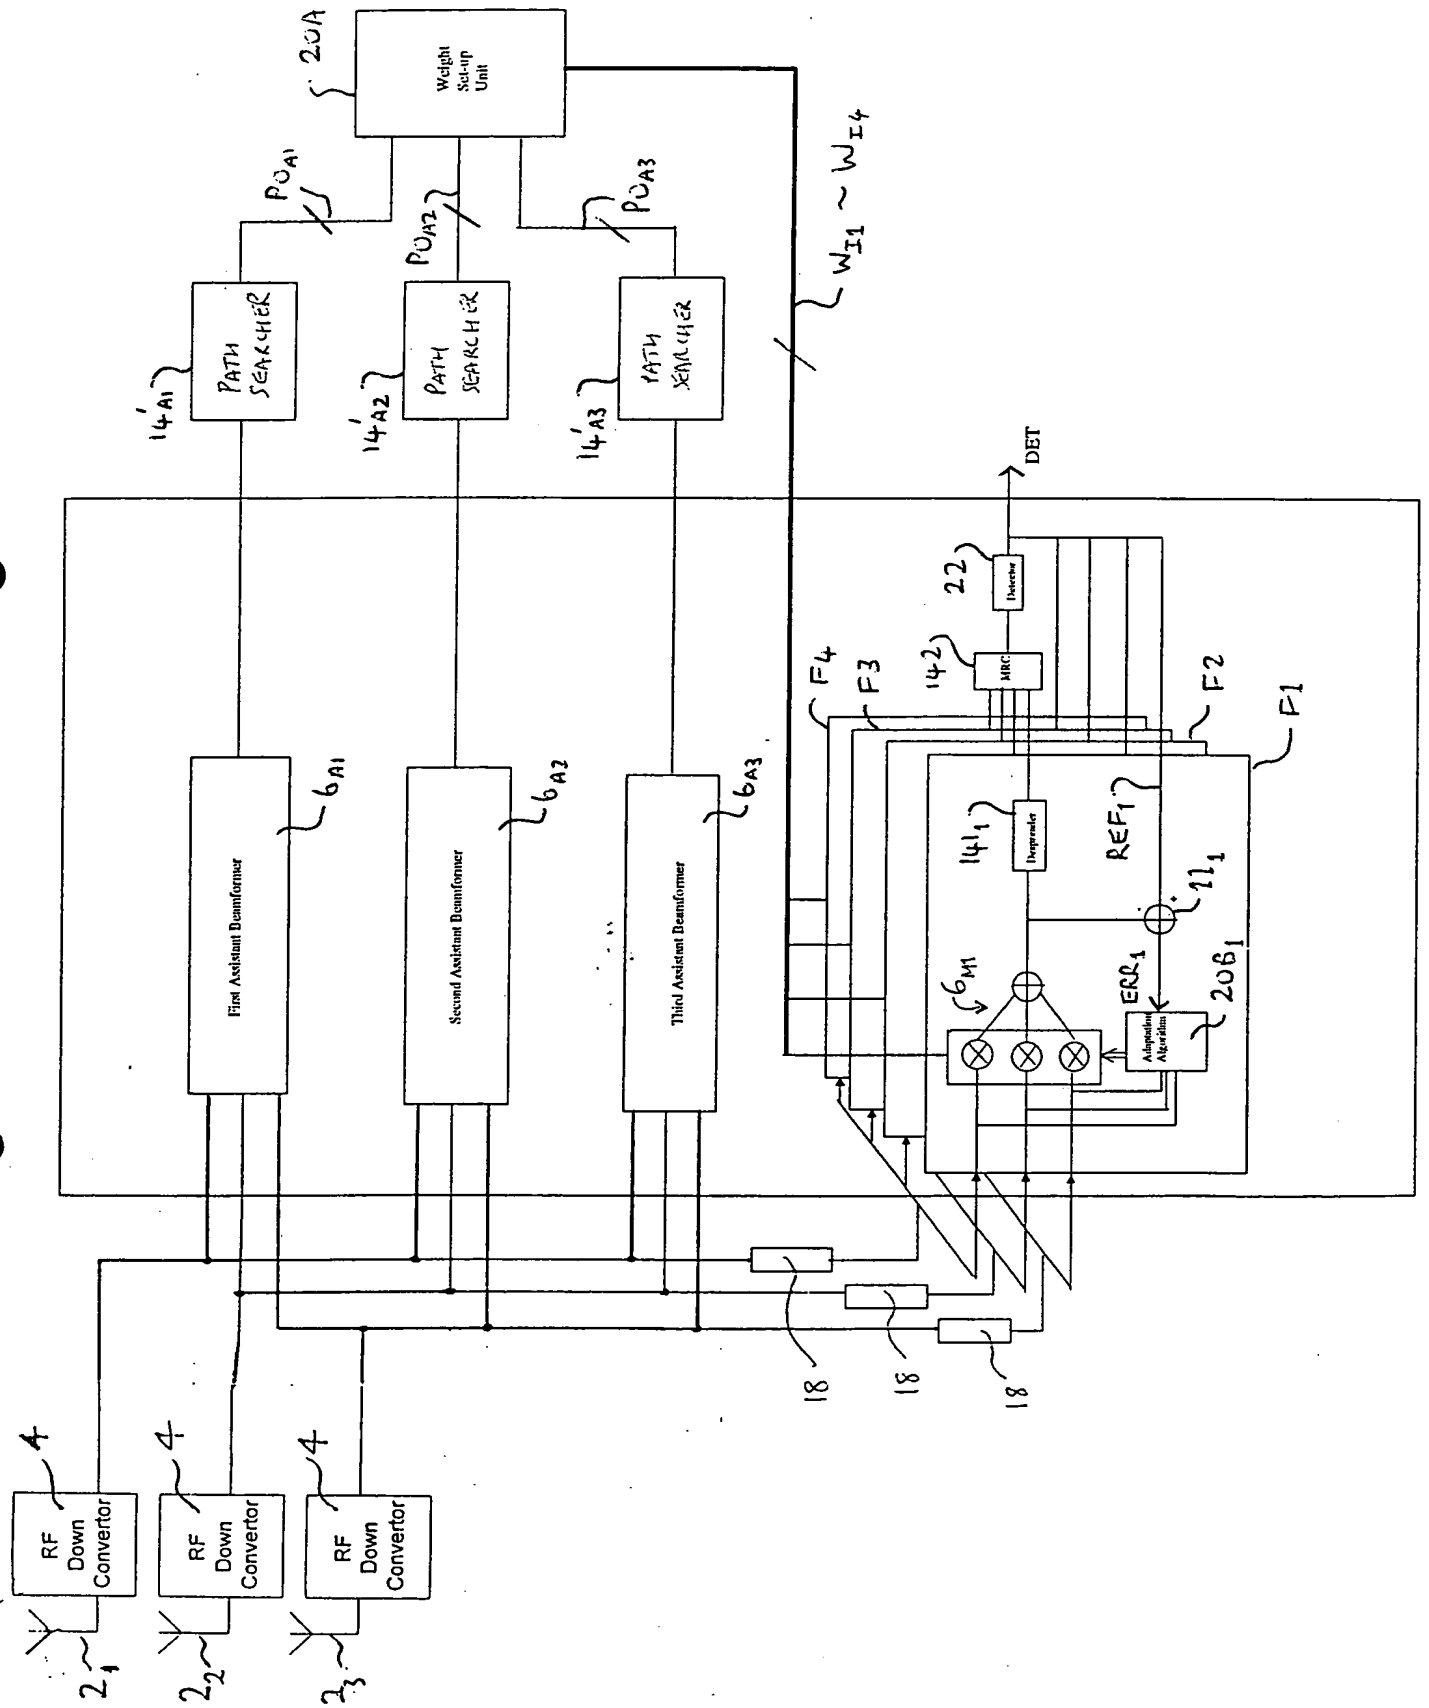 RF
Down
Convertor
4
2₁
RF
Down
Convertor
4
2₂
RF
Down
Convertor
4
2₃
18
18
18
First Assistant Beamformer
6A1
Second Assistant Beamformer
6A2
Third Assistant Beamformer
6A3
PATH
SEARCHER
14'A1
PATH
SEARCHER
14'A2
PATH
SEARCHER
14'A3
POA1
POA2
POA3
Weight
Set-up
Unit
20A
WI1 ~ WI4
F4
F3
F2
F1
6M1
Adaptation
Algorithm
20B₁
ERR₁
11₁
+
REF₁
Despreader
141₁
MRC
142
Detector
22
DET